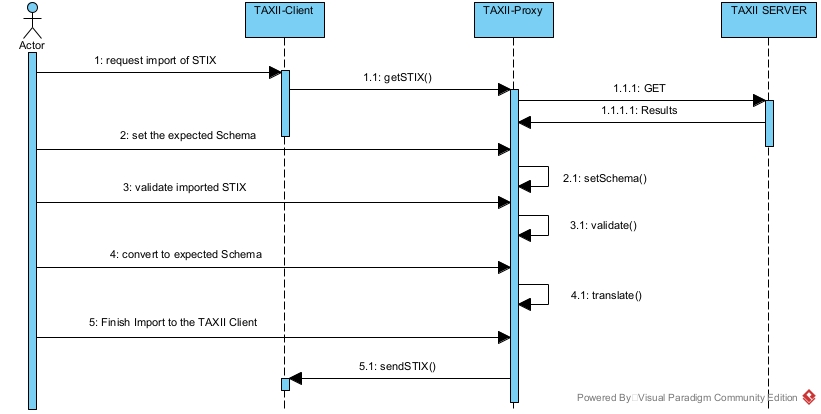 TAXII-Client
TAXII-Proxy
TAXII SERVER
Actor
1: request import of STIX
1.1: getSTIX()
1.1.1: GET
1.1.1.1: Results
2: set the expected Schema
2.1: setSchema()
3: validate imported STIX
3.1: validate()
4: convert to expected Schema
4.1: translate()
5: Finish Import to the TAXII Client
5.1: sendSTIX()
Powered By□Visual Paradigm Community Edition